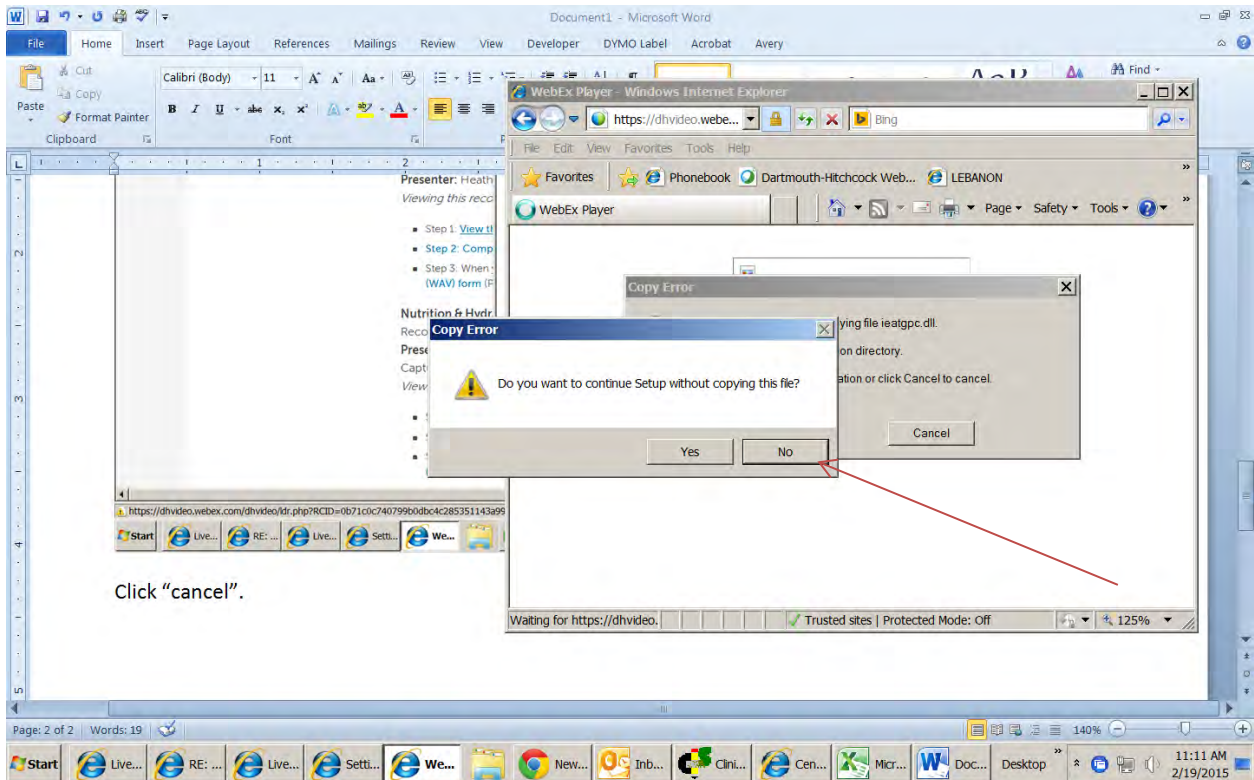 Document1 - Microsoft Word
File Home Insert Page Layout References Mailings Review View Developer DYMO Label Acrobat Avery
Cut
Copy
Format Painter
Paste
Calibri (Body) 11
Find
Clipboard Font
WebEx Player - Windows Internet Explorer
https://dhvideo.webe...
Bing
File Edit View Favorites Tools Help
Favorites Phonebook Dartmouth-Hitchcock Web... LEBANON
WebEx Player
Page Safety Tools
Presenter: Heath
Viewing this reco
Step 1: View th
Step 2: Comp
Step 3: When
(WAV) form (F
Nutrition & Hydr
Reco
Prese
Capt
View
Copy Error
ying file ieatgpc.dll.
on directory.
ation or click Cancel to cancel.
Cancel
Copy Error
Do you want to continue Setup without copying this file?
Yes No
https://dhvideo.webex.com/dhvideo/ldr.php?RCID=0b71c0c740799b0dbc4c285351143a99
Start Live... RE: ... Live... Setti... We...
Click “cancel”.
Waiting for https://dhvideo. Trusted sites | Protected Mode: Off 125%
Page: 2 of 2 Words: 19 140%
Start Live... RE: ... Live... Setti... We... New... Inb... Clini... Cen... Micr... Doc... Desktop 11:11 AM
2/19/2015